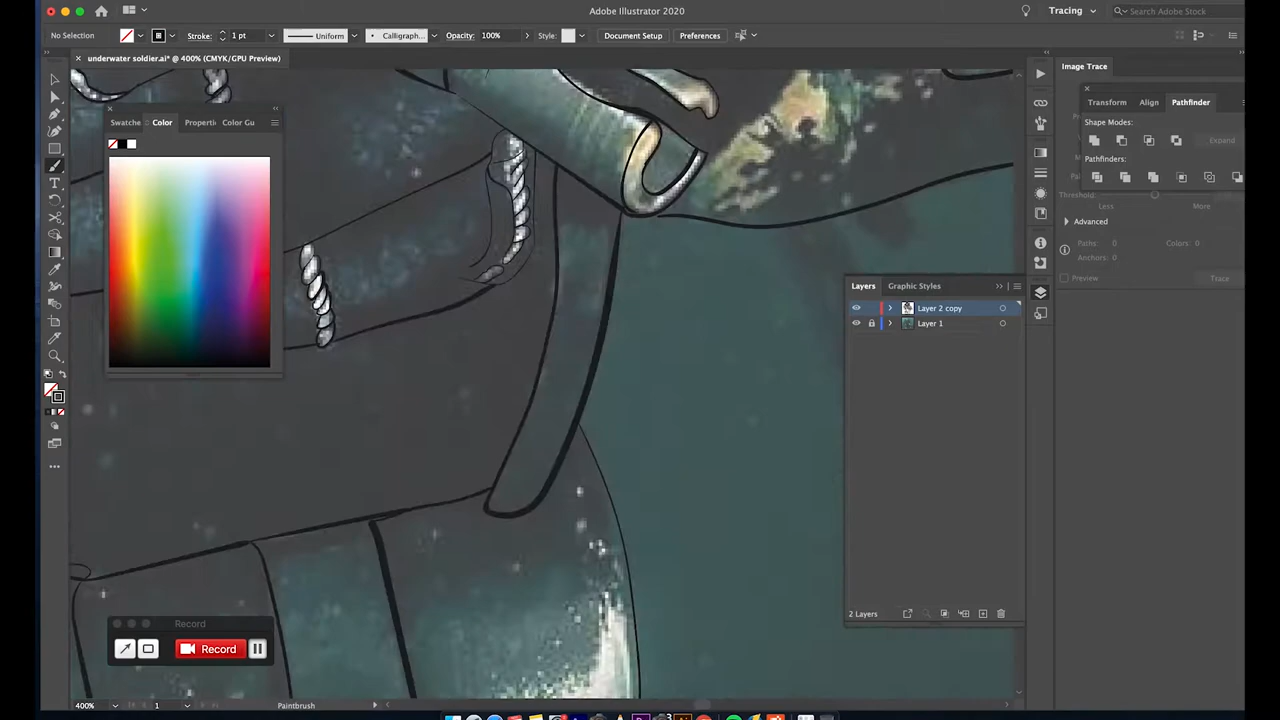 Adobe Illustrator 2020
Tracing
Search Adobe Stock
No Selection
Stroke:
1 pt
Uniform
Calligraph...
Opacity:
100%
Style:
Document Setup
Preferences
underwater soldier.ai* @ 400% (CMYK/GPU Preview)
Image Trace
Swatche
Color
Properti
Color Gu
Transform
Align
Pathfinder
Shape Modes:
Expand
Pathfinders:
Threshold:
Less
More
Advanced
Paths: 0
Colors: 0
Anchors: 0
Preview
Trace
Layers
Graphic Styles
Layer 2 copy
Layer 1
2 Layers
Record
Record
400%
1
Paintbrush